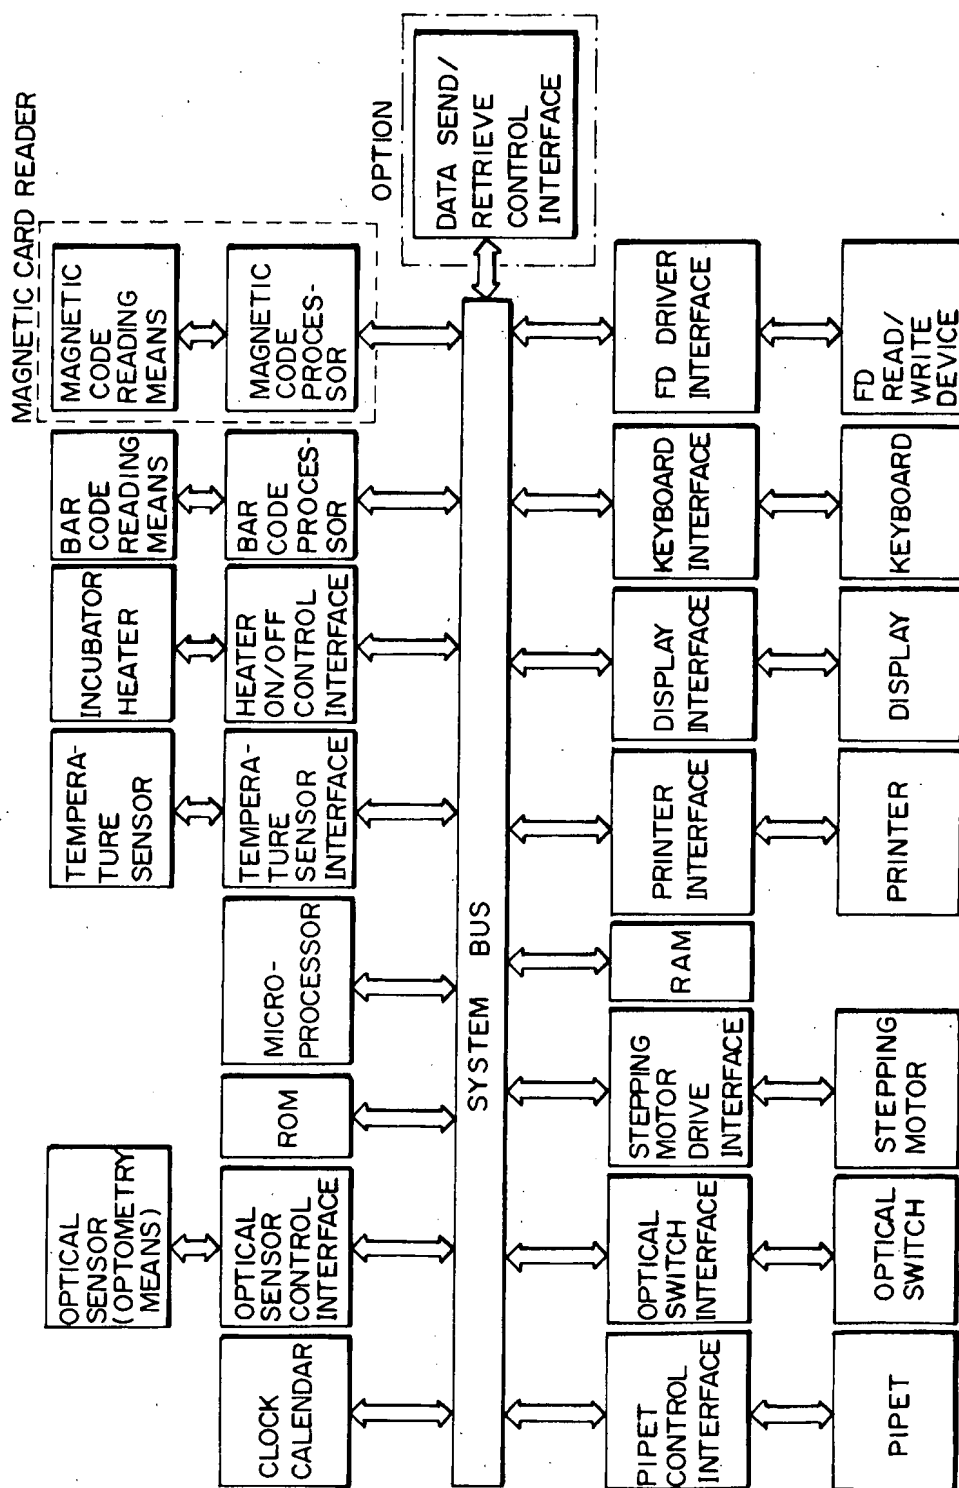 MAGNETIC CARD READER
OPTICAL
SENSOR
(OPTOMETRY
MEANS)
TEMPERA-
TURE
SENSOR
INCUBATOR
HEATER
BAR
CODE
READING
MEANS
MAGNETIC
CODE
READING
MEANS
CLOCK
CALENDAR
OPTICAL
SENSOR
CONTROL
INTERFACE
ROM
MICRO-
PROCESSOR
TEMPERA-
TURE
SENSOR
INTERFACE
HEATER
ON/OFF
CONTROL
INTERFACE
BAR
CODE
PROCES-
SOR
MAGNETIC
CODE
PROCES-
SOR
OPTION
DATA SEND/
RETRIEVE
CONTROL
INTERFACE
SYSTEM BUS
PIPET
CONTROL
INTERFACE
OPTICAL
SWITCH
INTERFACE
STEPPING
MOTOR
DRIVE
INTERFACE
RAM
PRINTER
INTERFACE
DISPLAY
INTERFACE
KEYBOARD
INTERFACE
FD DRIVER
INTERFACE
PIPET
OPTICAL
SWITCH
STEPPING
MOTOR
PRINTER
DISPLAY
KEYBOARD
FD
READ/
WRITE
DEVICE